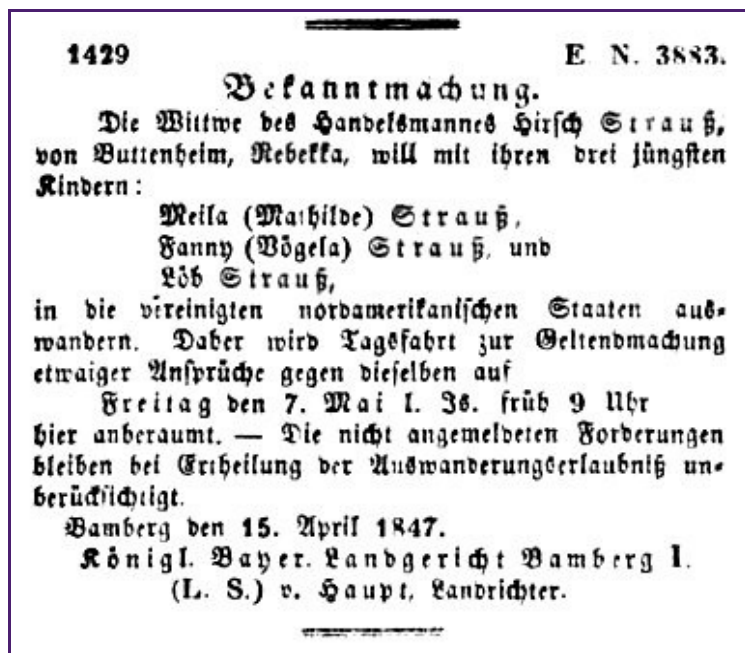 1429 E N. 3883.
Bekanntmachung.
Die Wittwe des Handelsmannes Hirsch Strauß,
von Buttenheim, Rebekka, will mit ihren drei jüngsten
Kindern:
Meila (Mathilde) Strauß,
Fanny (Vögela) Strauß, und
Löb Strauß,
in die vereinigten nordamerikanischen Staaten aus-
wandern. Daher wird Tagsfahrt zur Geltendmachung
etwaiger Ansprüche gegen dieselben auf
Freitag den 7. Mai l. Js. früh 9 Uhr
hier anberaumt. — Die nicht angemeldeten Forderungen
bleiben bei Ertheilung der Auswanderungserlaubniß un-
berücksichtigt.
Bamberg den 15. April 1847.
Königl. Bayer. Landgericht Bamberg I.
(L. S.) v. Haupt, Landrichter.